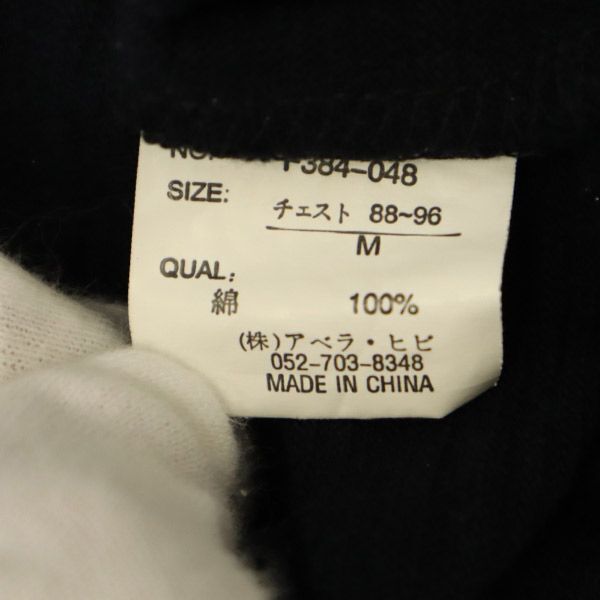 384-048
SIZE:
チェスト 88~96
M
QUAL:
綿 100%
(株)アベラ・ヒビ
052-703-8348
MADE IN CHINA